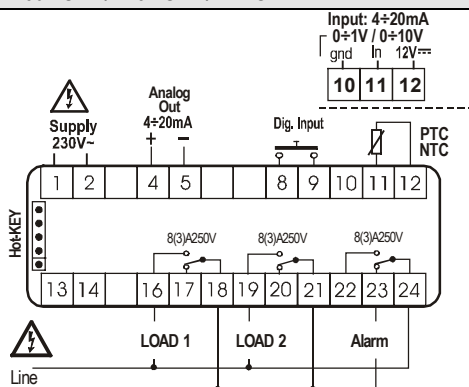 Input: 4÷20mA
0÷1V / 0÷10V
gnd In 12V
10 11 12
Supply
230V~
Analog
Out
4÷20mA
+ −
Dig. Input
PTC
NTC
1 2 4 5 8 9 10 11 12
Hot-KEY
8(3)A250V 8(3)A250V 8(3)A250V
13 14 16 17 18 19 20 21 22 23 24
LOAD 1 LOAD 2 Alarm
Line